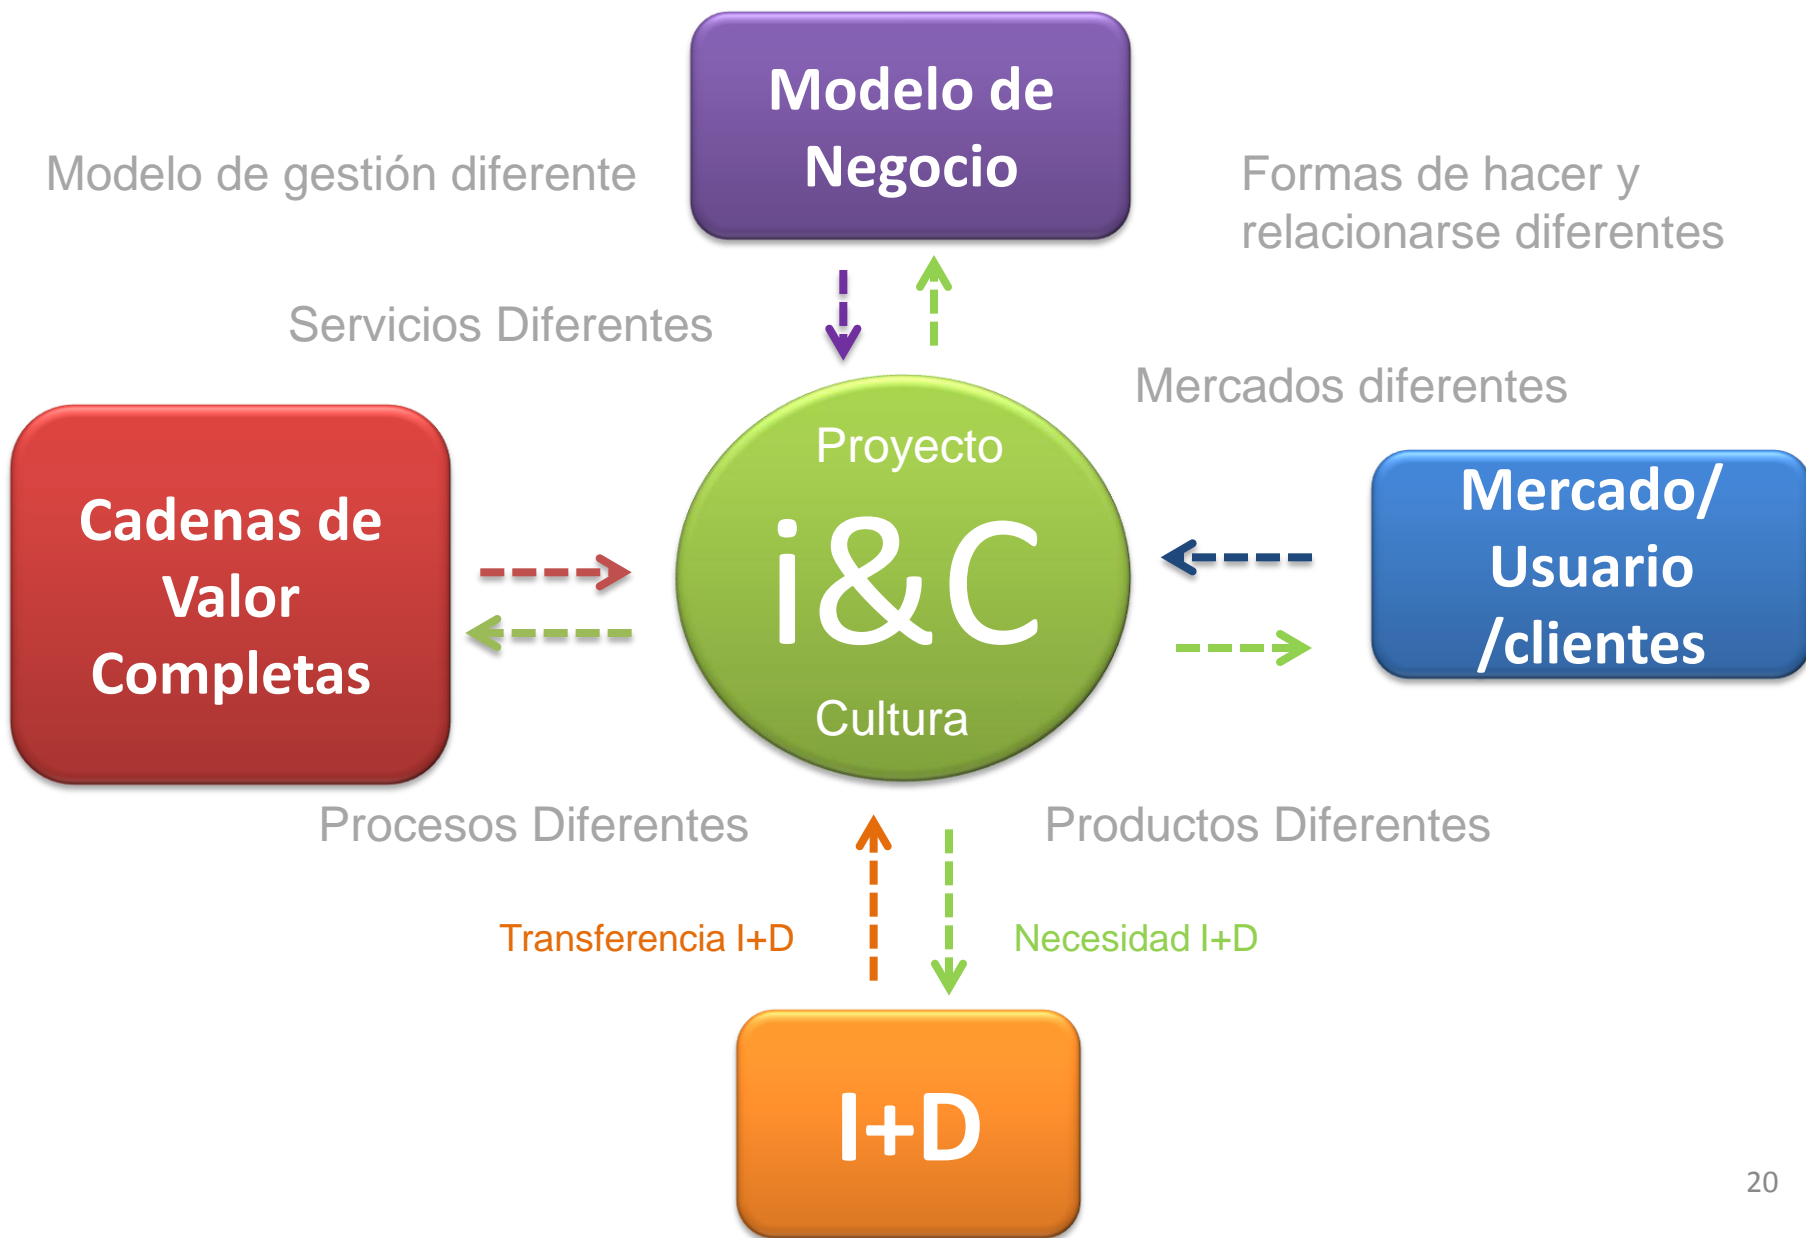 Modelo de
Negocio
Modelo de gestión diferente
Formas de hacer y
relacionarse diferentes
Servicios Diferentes
Mercados diferentes
Cadenas de
Valor
Completas
Proyecto
i&C
Cultura
Mercado/
Usuario
/clientes
Procesos Diferentes
Productos Diferentes
Transferencia I+D
Necesidad I+D
I+D
20